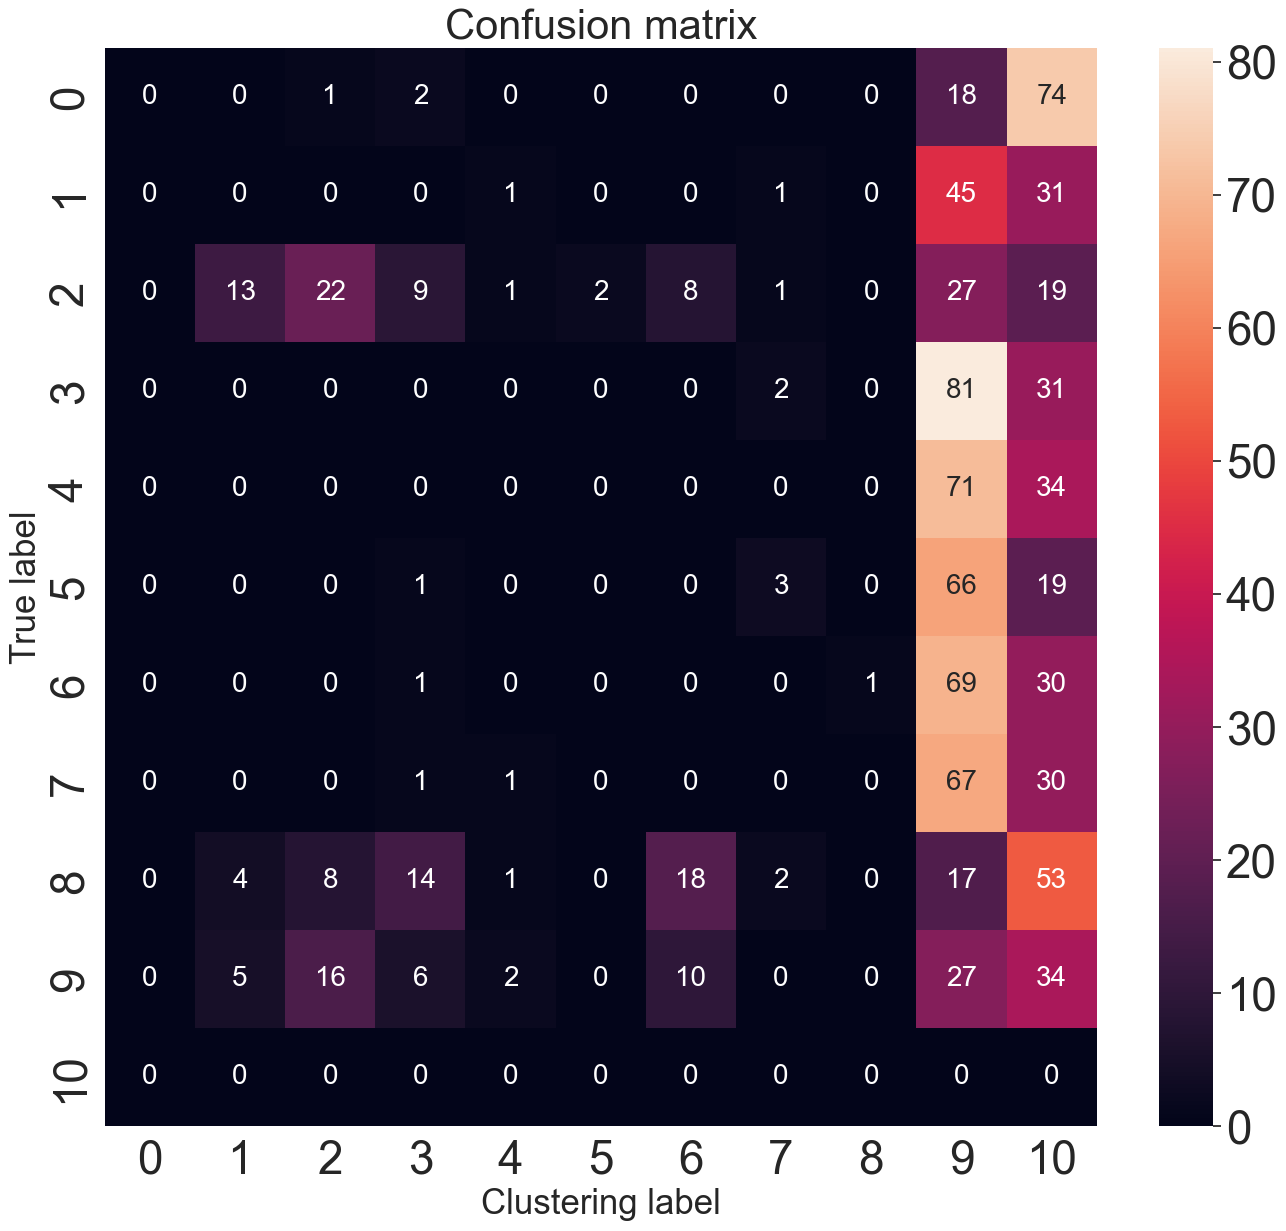 Confusion matrix
0 0 0 1 2 0 0 0 0 0 18 74
1 0 0 0 0 1 0 0 1 0 45 31
2 0 13 22 9 1 2 8 1 0 27 19
3 0 0 0 0 0 0 0 2 0 81 31
4 0 0 0 0 0 0 0 0 0 71 34
5 0 0 0 1 0 0 0 3 0 66 19
6 0 0 0 1 0 0 0 0 1 69 30
7 0 0 0 1 1 0 0 0 0 67 30
8 0 4 8 14 1 0 18 2 0 17 53
9 0 5 16 6 2 0 10 0 0 27 34
10 0 0 0 0 0 0 0 0 0 0 0
0 1 2 3 4 5 6 7 8 9 10
Clustering label
True label
80
70
60
50
40
30
20
10
0